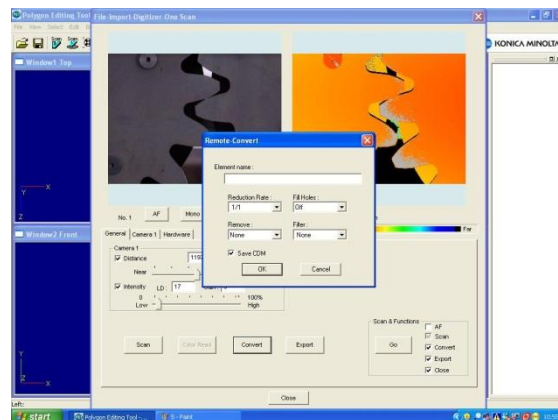 Polygon Editing Tool
File-Import-Digitizer-One Scan
KONICA MINOLTA
Window1 Top
Remote-Convert
Element name :
Reduction Rate :
Fill Holes :
1/1
Off
Remove :
Filter :
None
None
Save CDM
OK
Cancel
No. 1
AF
Mono
Far
Window2 Front
General
Camera 1
Hardware
Camera 1
Distance
Near
Intensity
LD :
17
0
100%
Low
High
Scan & Functions
AF
Scan
Convert
Export
Close
Scan
Color Read
Convert
Export
Go
Close
Left:
start
Polygon Editing Tool -...
5 - Paint